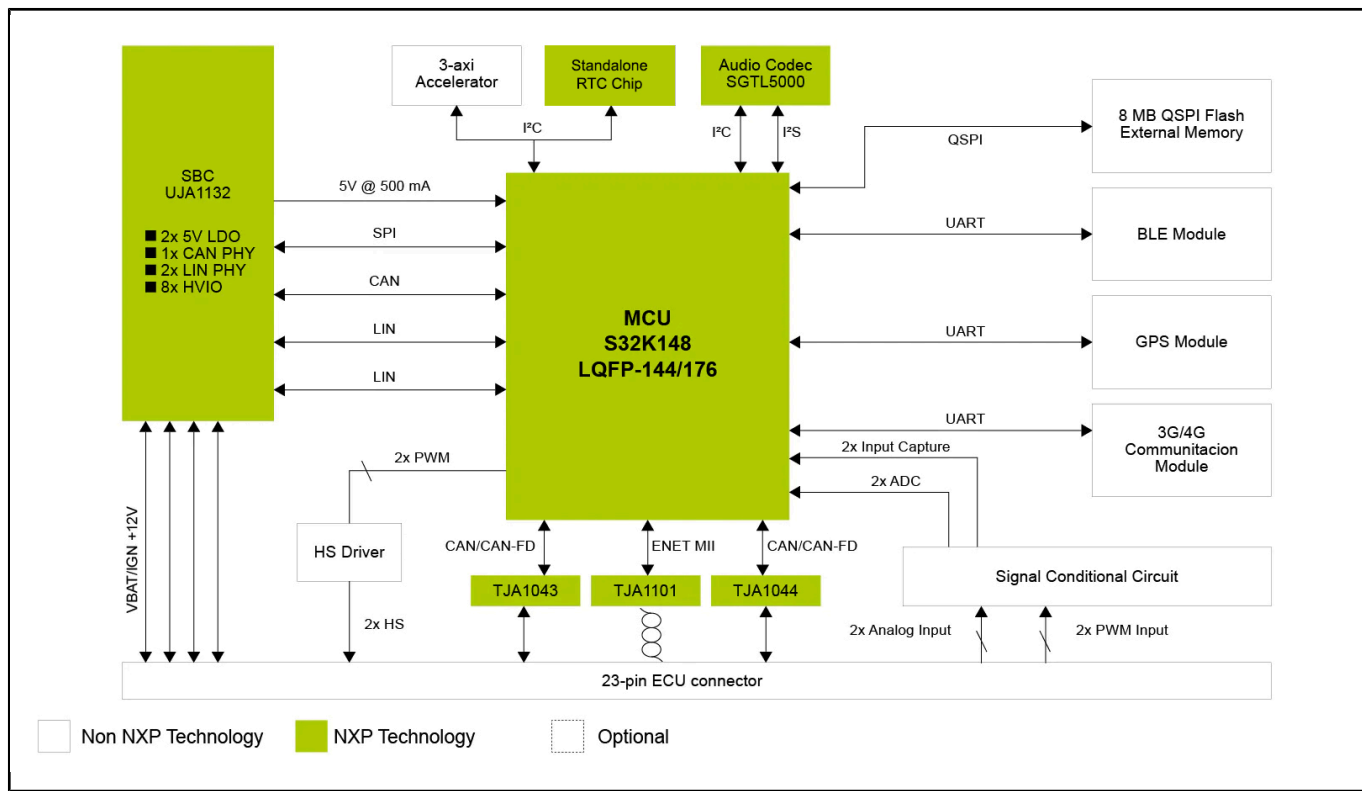 3-axi
Accelerator
Standalone
RTC Chip
Audio Codec
SGTL5000
8 MB QSPI Flash
External Memory
I²C
I²C
I²S
QSPI
SBC
UJA1132
■ 2x 5V LDO
■ 1x CAN PHY
■ 2x LIN PHY
■ 8x HVIO
5V @ 500 mA
SPI
CAN
LIN
LIN
MCU
S32K148
LQFP-144/176
UART
BLE Module
UART
GPS Module
UART
3G/4G
Communitacion
Module
2x Input Capture
2x ADC
2x PWM
VBAT/IGN +12V
HS Driver
2x HS
CAN/CAN-FD
ENET MII
CAN/CAN-FD
TJA1043
TJA1101
TJA1044
Signal Conditional Circuit
2x Analog Input
2x PWM Input
23-pin ECU connector
Non NXP Technology
NXP Technology
Optional